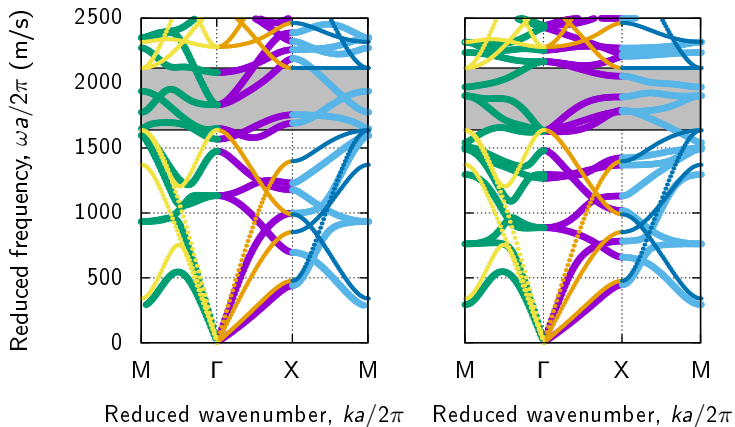 Reduced frequency, ωa/2π (m/s)
2500
2000
1500
1000
500
0
M Γ X M
M Γ X M
Reduced wavenumber, ka/2π
Reduced wavenumber, ka/2π